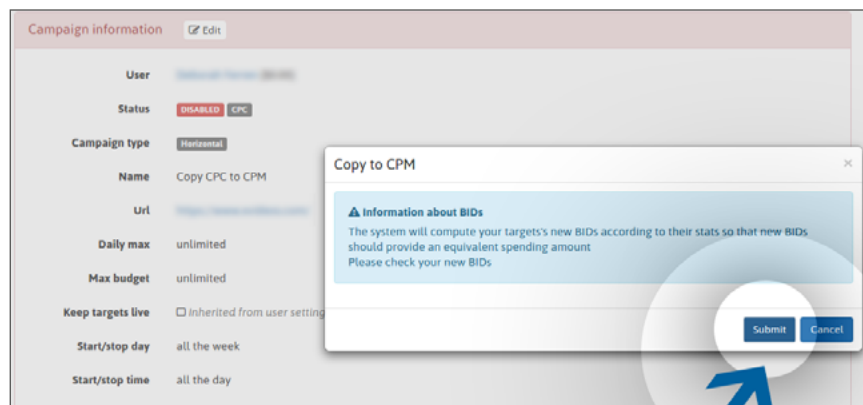 Campaign information Edit
User
Status DISABLED CPC
Campaign type Horizontal
Name Copy CPC to CPM
Url
Daily max unlimited
Max budget unlimited
Keep targets live Inherited from user setting
Start/stop day all the week
Start/stop time all the day
Copy to CPM ×
Information about BIDs
The system will compute your targets's new BIDs according to their stats so that new BIDs
should provide an equivalent spending amount
Please check your new BIDs
Submit Cancel